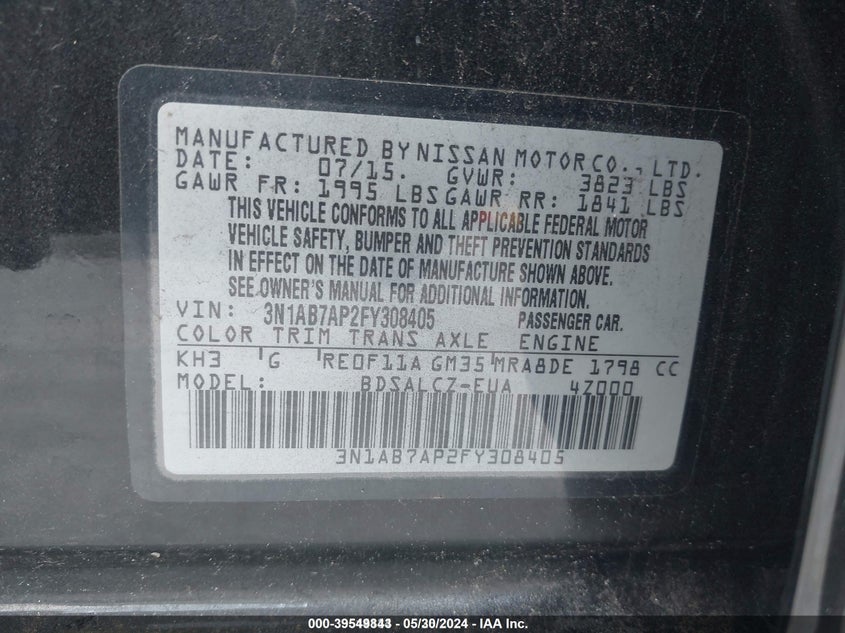 MANUFACTURED BY NISSAN MOTOR CO., LTD.
DATE: 07/15. GVWR: 3823 LBS
GAWR FR: 1995 LBS GAWR RR: 1841 LBS
THIS VEHICLE CONFORMS TO ALL APPLICABLE FEDERAL MOTOR
VEHICLE SAFETY, BUMPER AND THEFT PREVENTION STANDARDS
IN EFFECT ON THE DATE OF MANUFACTURE SHOWN ABOVE.
SEE OWNER'S MANUAL FOR ADDITIONAL INFORMATION.
VIN: 3N1AB7AP2FY308405 PASSENGER CAR.
COLOR TRIM TRANS AXLE ENGINE
KH3 G RE0F11A GM35 MRA8DE 1798 CC
MODEL: BDSALCZ-EUA 4Z000
3N1AB7AP2FY308405
000-39549843 - 05/30/2024 - IAA Inc.